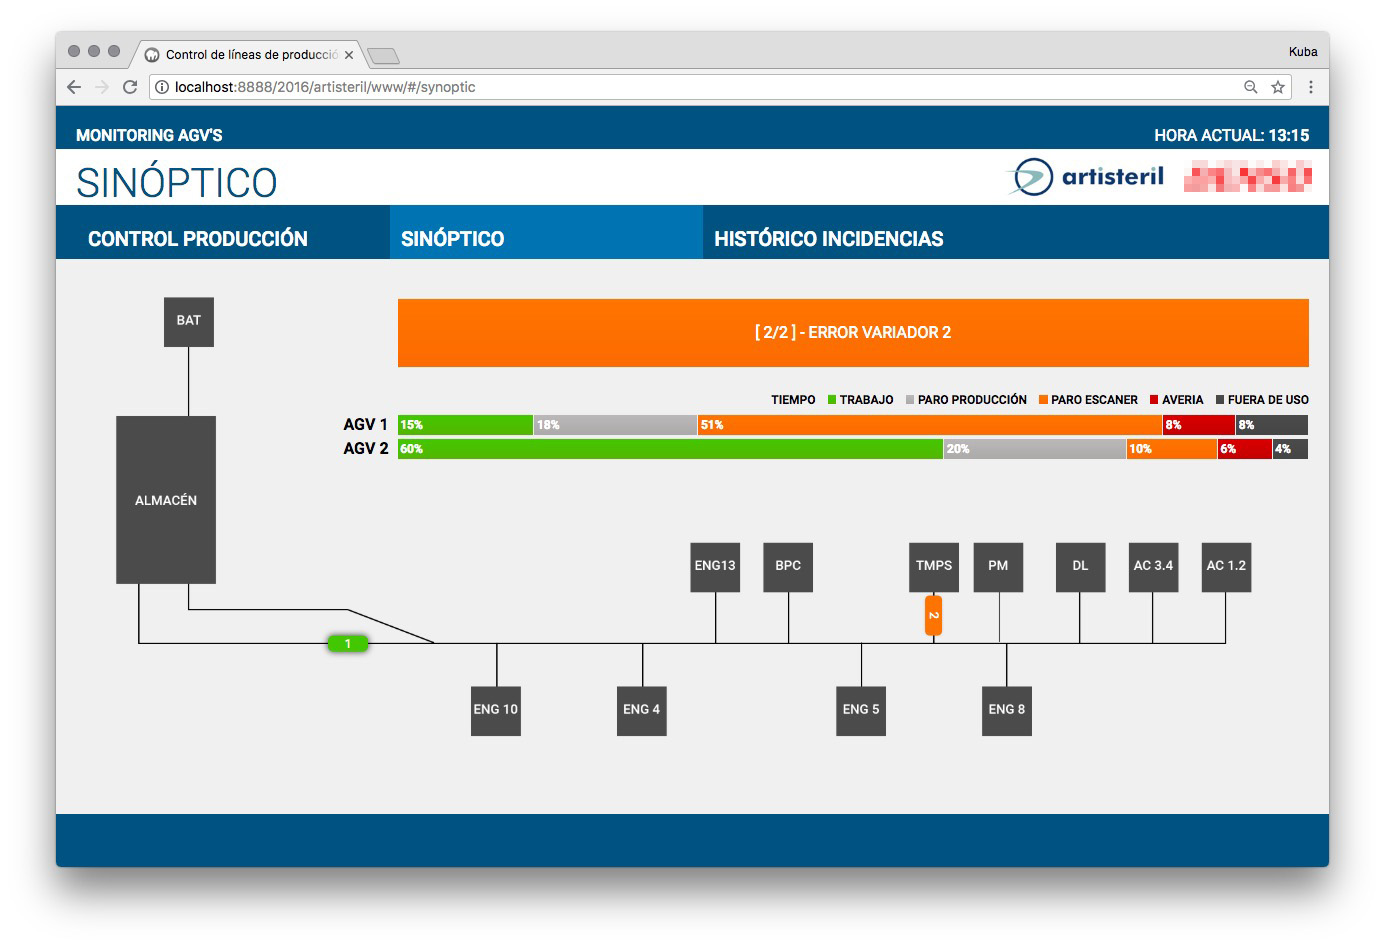 Control de líneas de producció
Kuba
localhost:8888/2016/artisteril/www/#/synoptic
MONITORING AGV'S
HORA ACTUAL: 13:15
SINÓPTICO
artisteril
CONTROL PRODUCCIÓN
SINÓPTICO
HISTÓRICO INCIDENCIAS
BAT
[ 2/2 ] - ERROR VARIADOR 2
TIEMPO TRABAJO PARO PRODUCCIÓN PARO ESCANER AVERIA FUERA DE USO
AGV 1 15% 18% 51% 8% 8%
AGV 2 60% 20% 10% 6% 4%
ALMACÉN
ENG13 BPC TMPS PM DL AC 3.4 AC 1.2
2
1
ENG 10 ENG 4 ENG 5 ENG 8